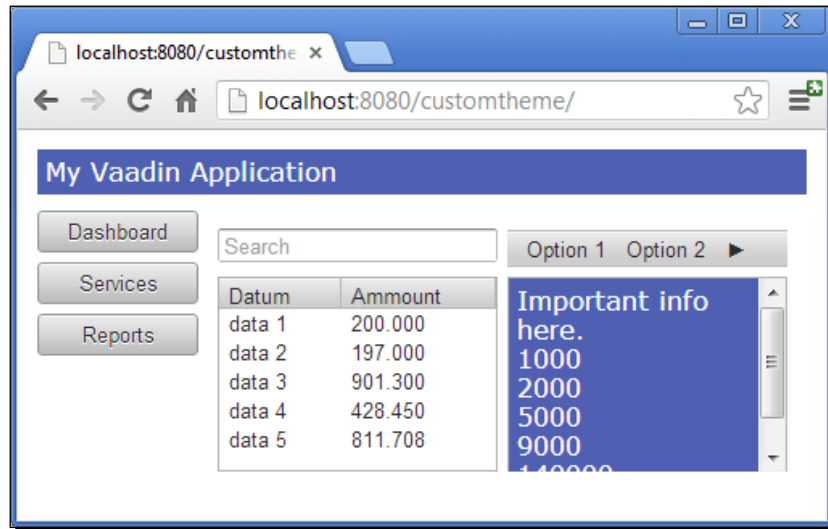 localhost:8080/customthe
localhost:8080/customtheme/
My Vaadin Application
Dashboard
Services
Reports
Search
Datum Ammount
data 1 200.000
data 2 197.000
data 3 901.300
data 4 428.450
data 5 811.708
Option 1 Option 2
Important info
here.
1000
2000
5000
9000